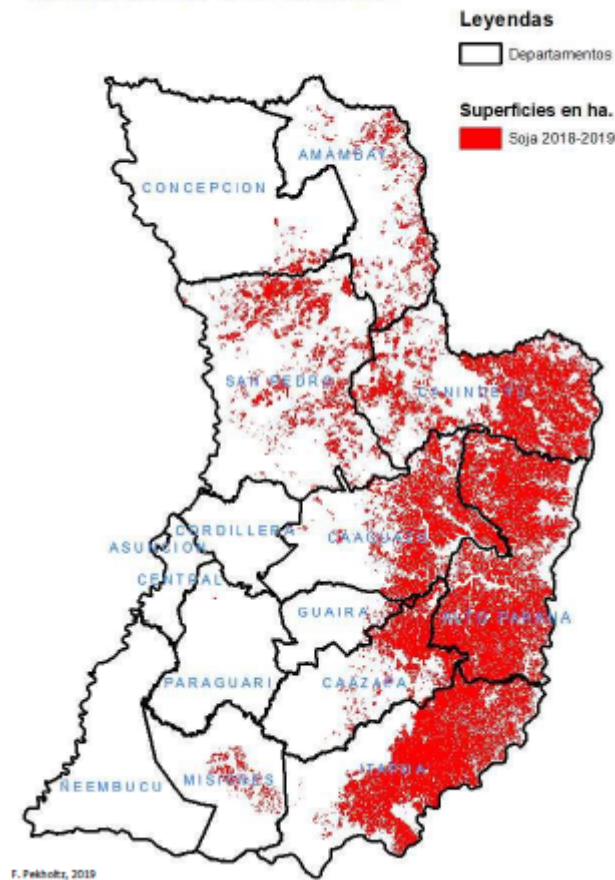 Leyendas
Departamentos
Superficies en ha.
Soja 2018-2019
AMAMBAY
CONCEPCION
SAN PEDRO
CANINDEYU
CORDILLERA
ASUNCION
CAAGUAZU
CENTRAL
GUAIRA
ALTO PARANA
PARAGUARI
CAAZAPA
ITAPUA
ÑEEMBUCU
MISIONES
F. Pekholtz, 2019